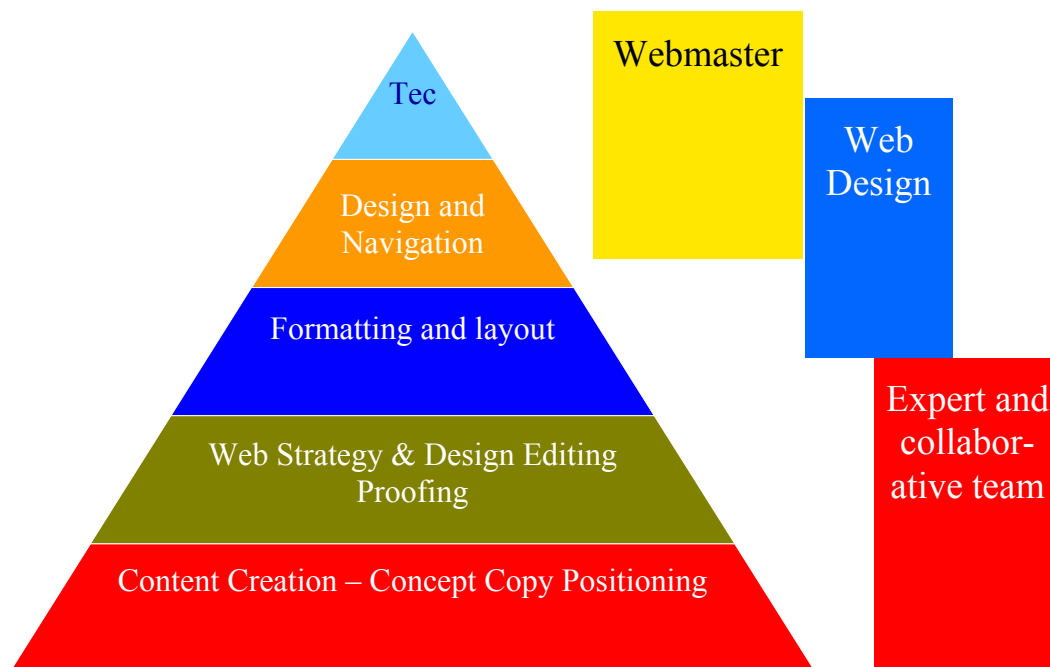 Tec
Design and
Navigation
Formatting and layout
Web Strategy & Design Editing
Proofing
Content Creation – Concept Copy Positioning
Webmaster
Web
Design
Expert and
collabor-
ative team